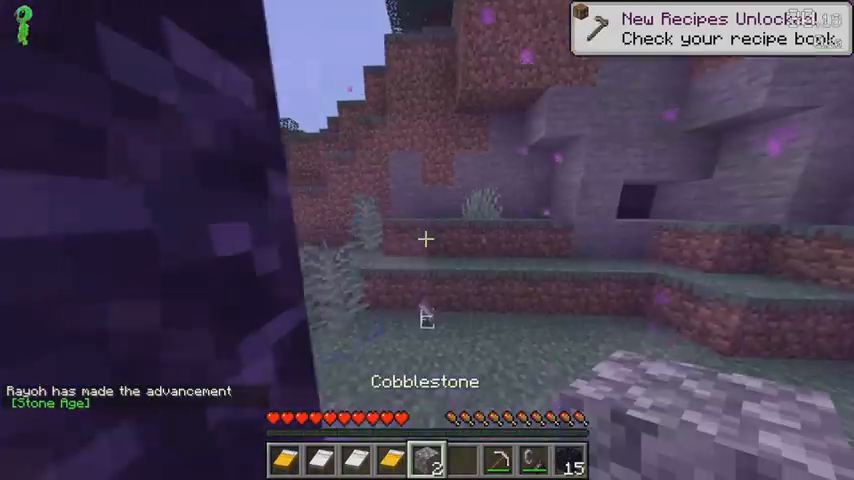 New Recipes Unlocked!
Check your recipe book
Cobblestone
Rayoh has made the advancement
[Stone Age]
2
15